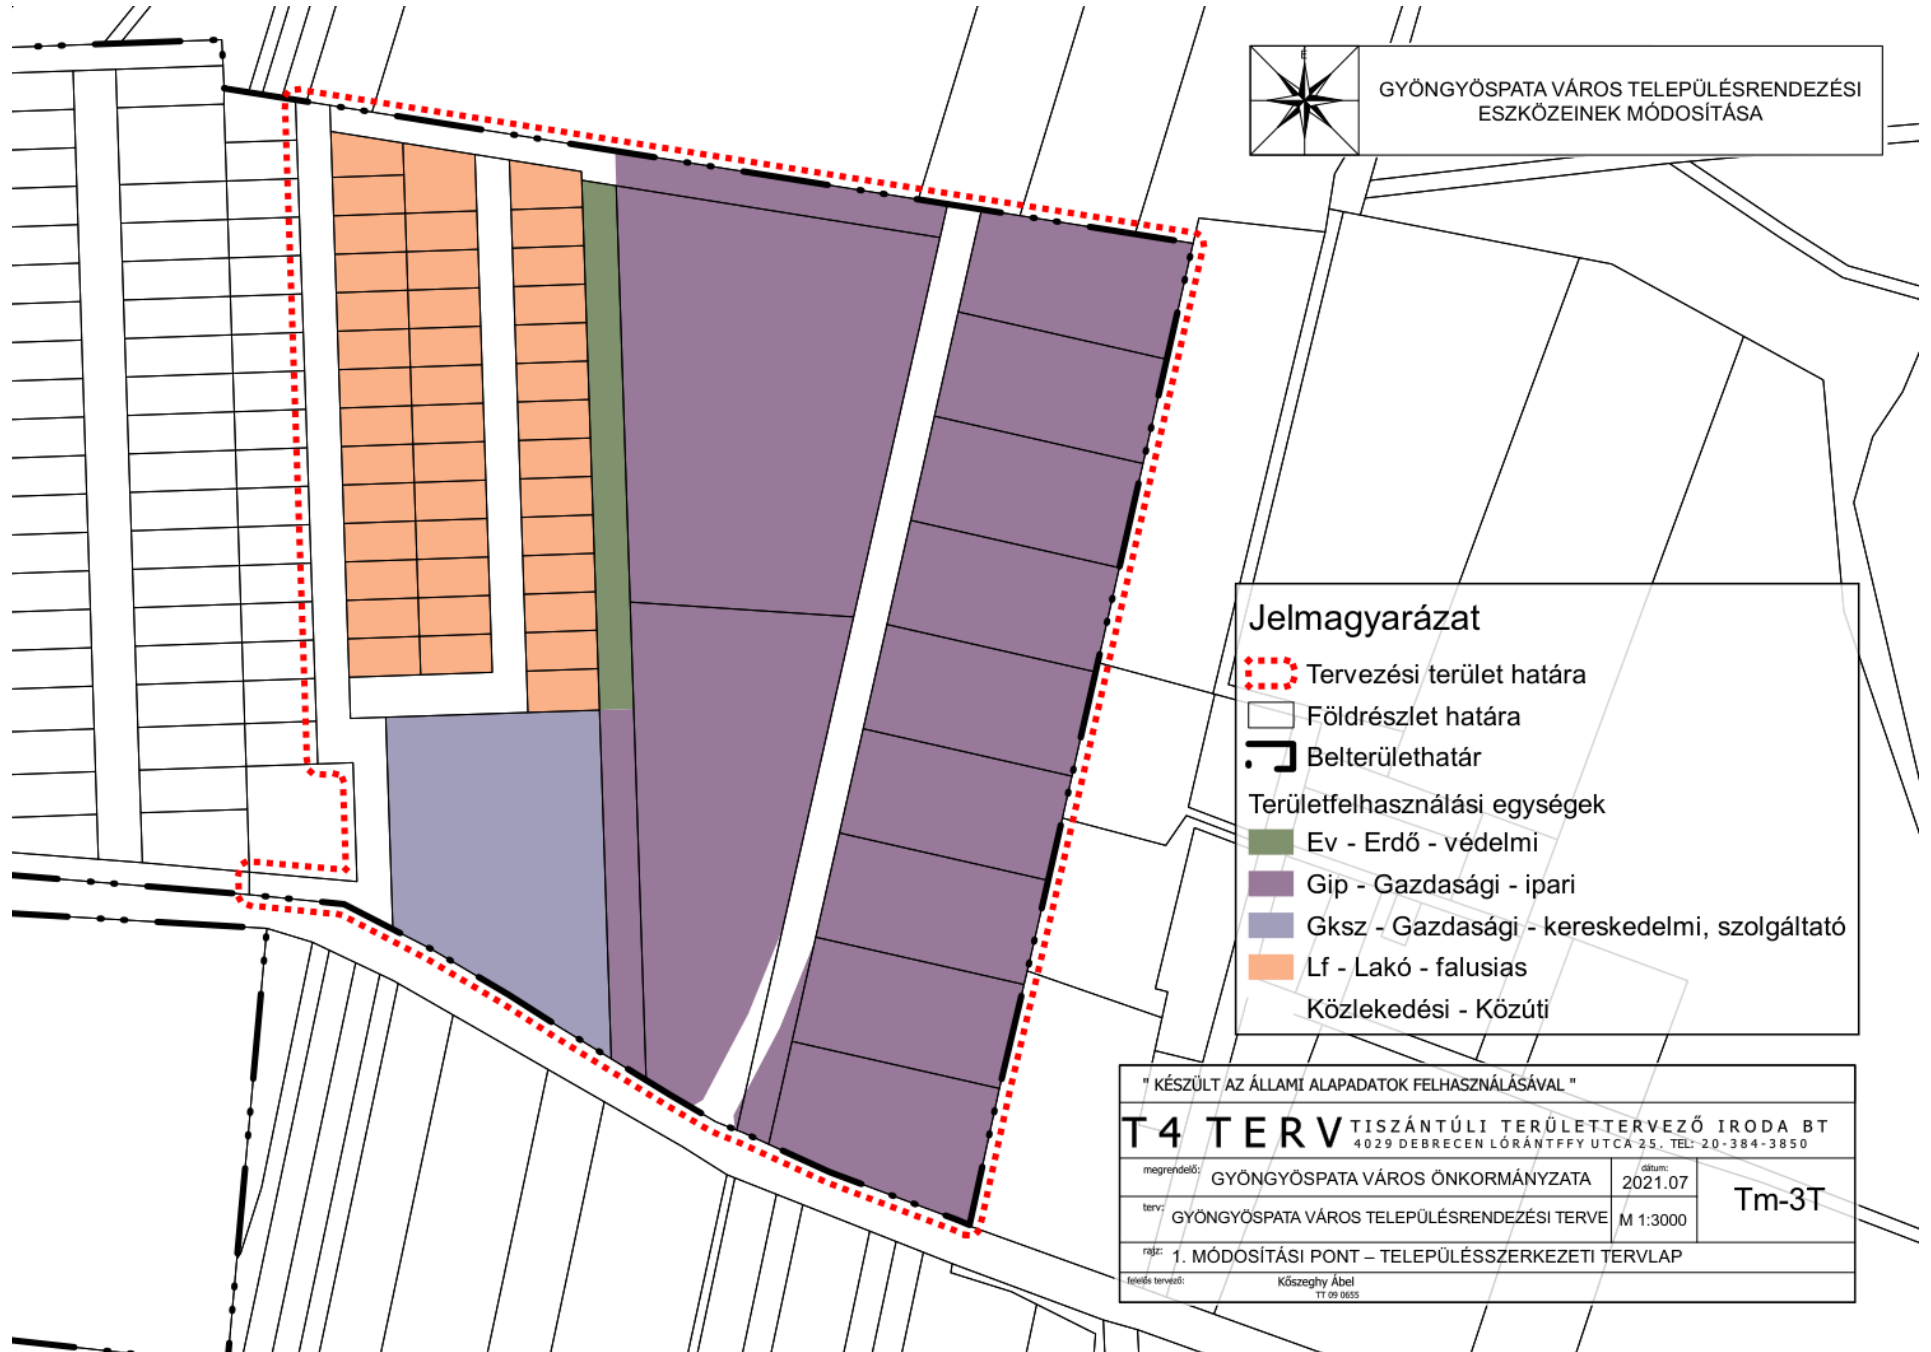 É
GYÖNGYÖSPATA VÁROS TELEPÜLÉSRENDEZÉSI
ESZKÖZEINEK MÓDOSÍTÁSA
Jelmagyarázat
Tervezési terület határa
Földrészlet határa
Belterülethatár
Területfelhasználási egységek
Ev - Erdő - védelmi
Gip - Gazdasági - ipari
Gksz - Gazdasági - kereskedelmi, szolgáltató
Lf - Lakó - falusias
Közlekedési - Közúti
" KÉSZÜLT AZ ÁLLAMI ALAPADATOK FELHASZNÁLÁSÁVAL "
T4 TERV TISZÁNTÚLI TERÜLETTERVEZŐ IRODA BT
4029 DEBRECEN LÓRÁNTFFY UTCA 25. TEL: 20-384-3850
megrendelő: GYÖNGYÖSPATA VÁROS ÖNKORMÁNYZATA
dátum: 2021.07
Tm-3T
terv: GYÖNGYÖSPATA VÁROS TELEPÜLÉSRENDEZÉSI TERVE
M 1:3000
rajz: 1. MÓDOSÍTÁSI PONT – TELEPÜLÉSSZERKEZETI TERVLAP
felelős tervező: Kőszeghy Ábel
TT 09 0655